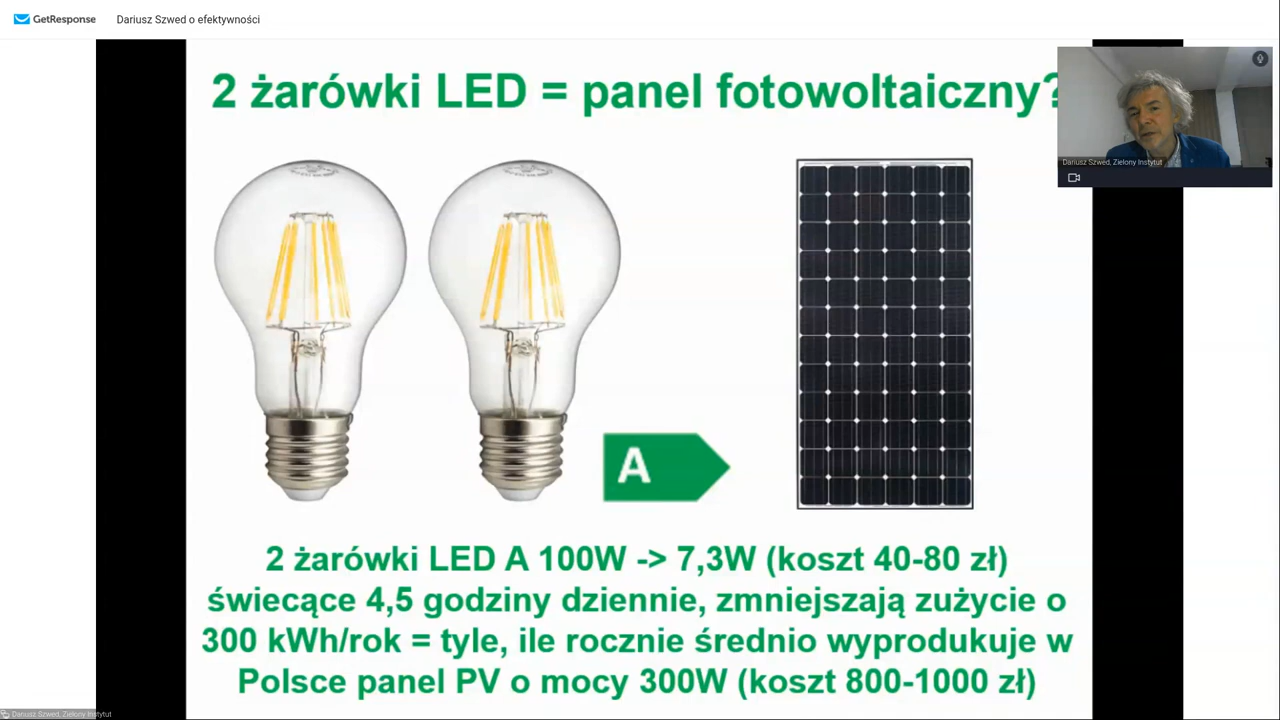 GetResponse
Dariusz Szwed o efektywności
2 żarówki LED = panel fotowoltaiczny?
Dariusz Szwed, Zielony Instytut
A
2 żarówki LED A 100W -> 7,3W (koszt 40-80 zł)
świecące 4,5 godziny dziennie, zmniejszają zużycie o
300 kWh/rok = tyle, ile rocznie średnio wyprodukuje w
Polsce panel PV o mocy 300W (koszt 800-1000 zł)
Dariusz Szwed, Zielony Instytut